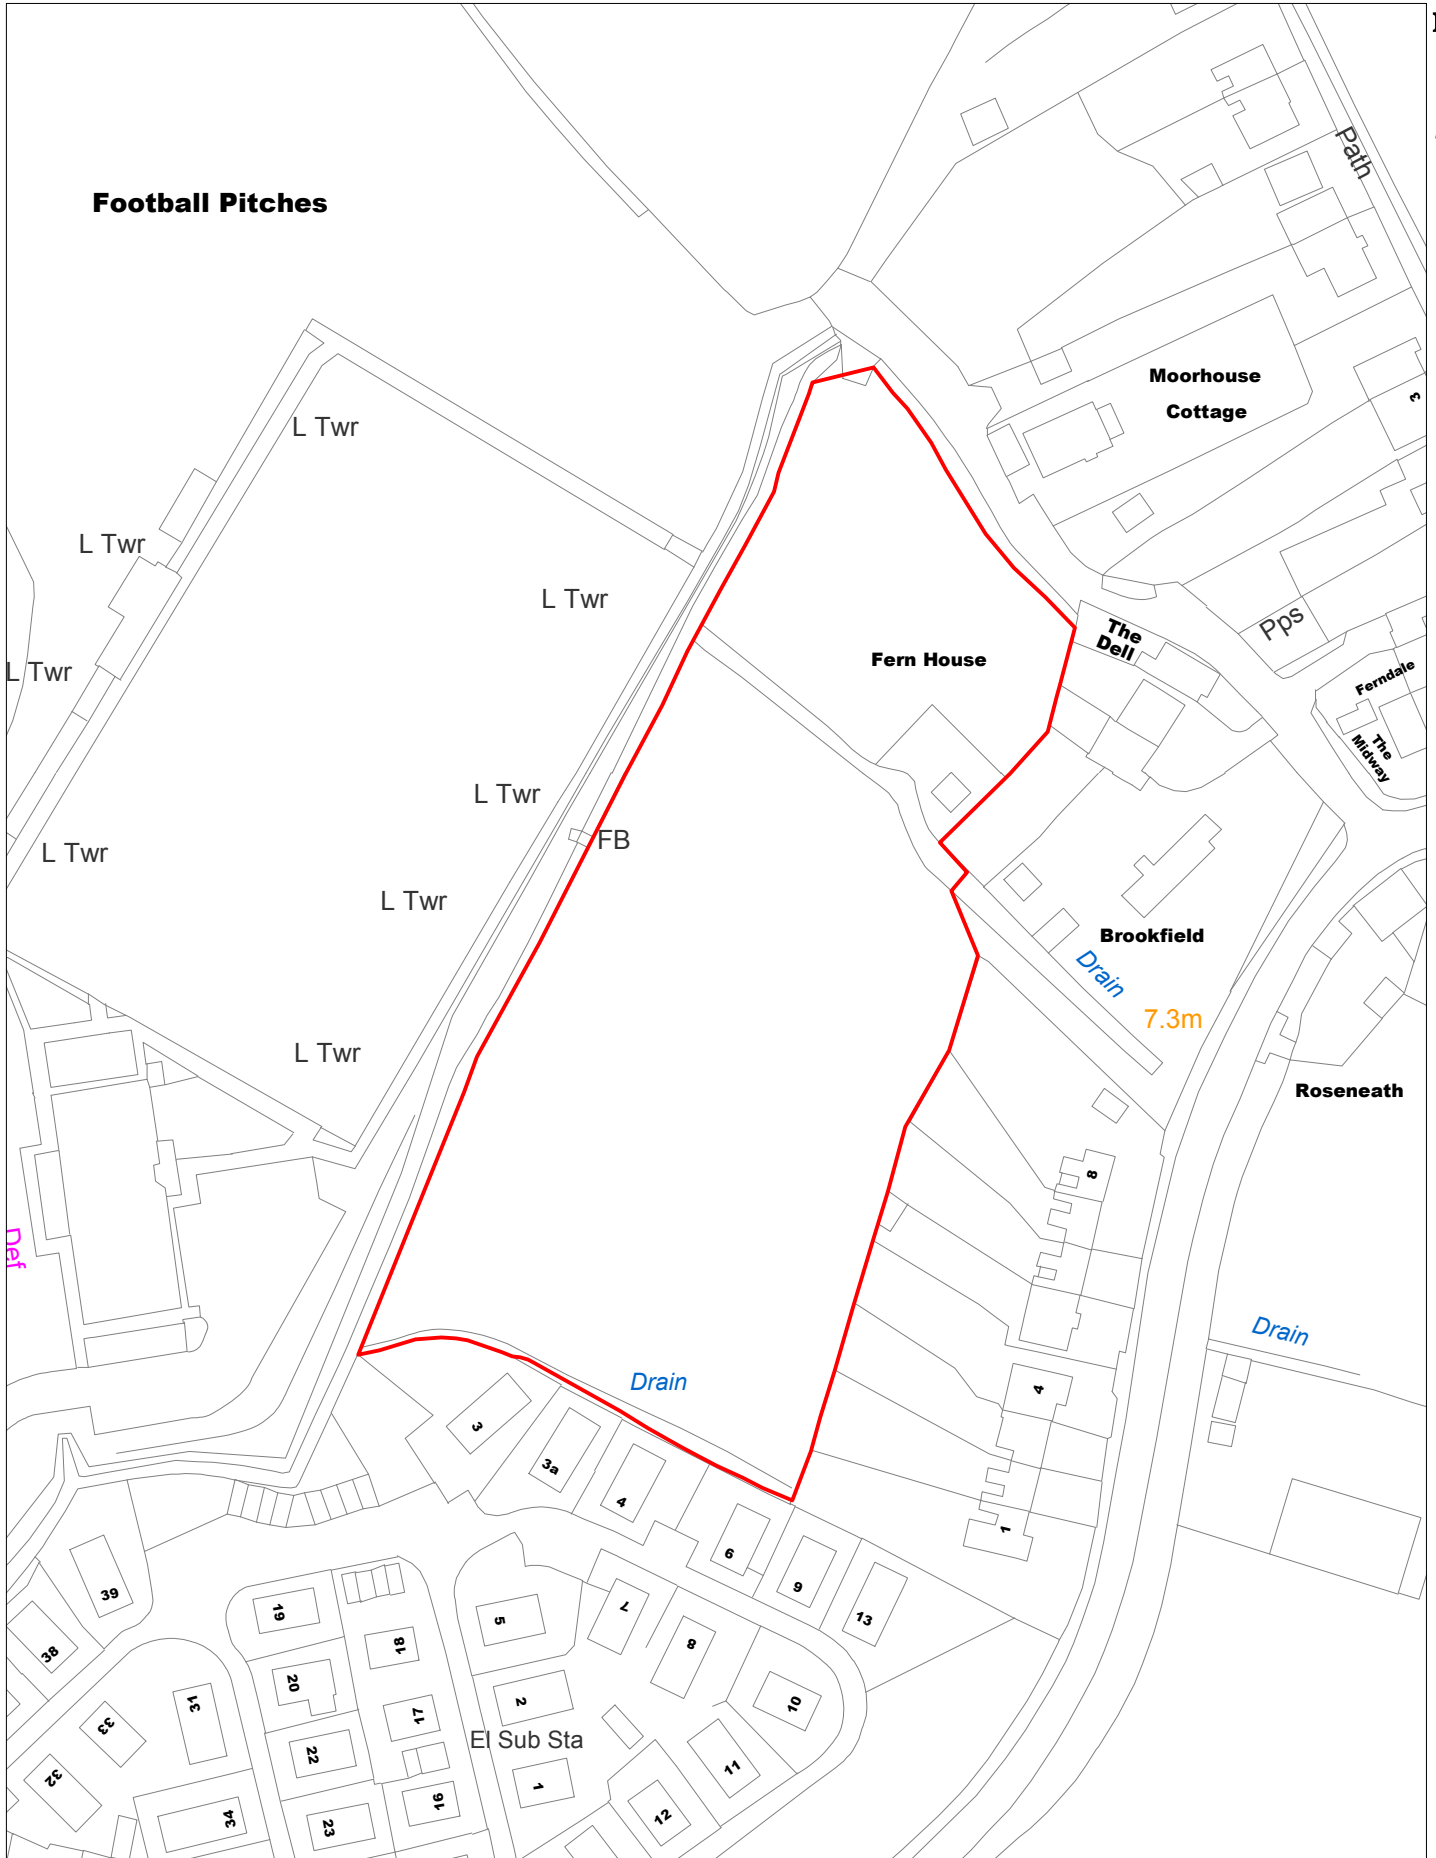 Path
Football Pitches
Moorhouse
Cottage
3
L Twr
L Twr
L Twr
Pps
The
Dell
Fern House
L Twr
Ferndale
The
Midway
L Twr
FB
L Twr
L Twr
Brookfield
Drain
7.3m
L Twr
Roseneath
8
Def
Drain
Drain
4
3
3a
4
6
1
9
39
19
5
7
13
18
8
38
20
2
10
31
17
33
El Sub Sta
22
11
32
1
16
34
23
12